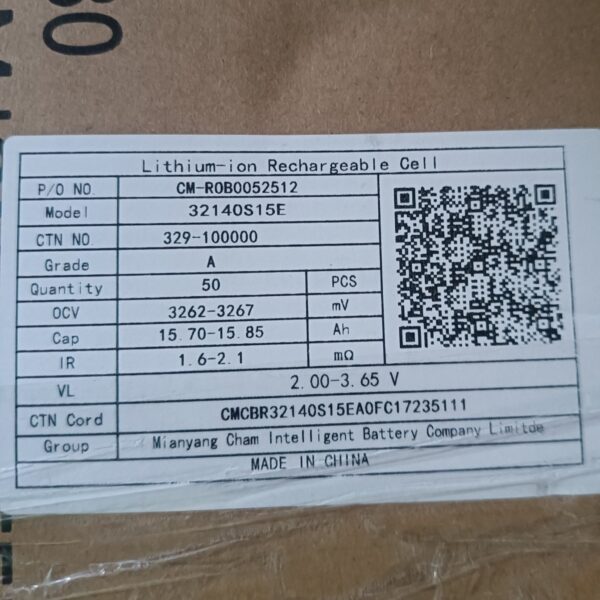 Lithium-ion Rechargeable Cell
P/O NO. CM-ROB0052512
Model 32140S15E
CTN NO. 329-100000
Grade A
Quantity 50 PCS
OCV 3262-3267 mV
Cap 15.70-15.85 Ah
IR 1.6-2.1 mΩ
VL 2.00-3.65 V
CTN Cord CMCBR32140S15EA0FC17235111
Group Mianyang Cham Intelligent Battery Company Limitde
MADE IN CHINA